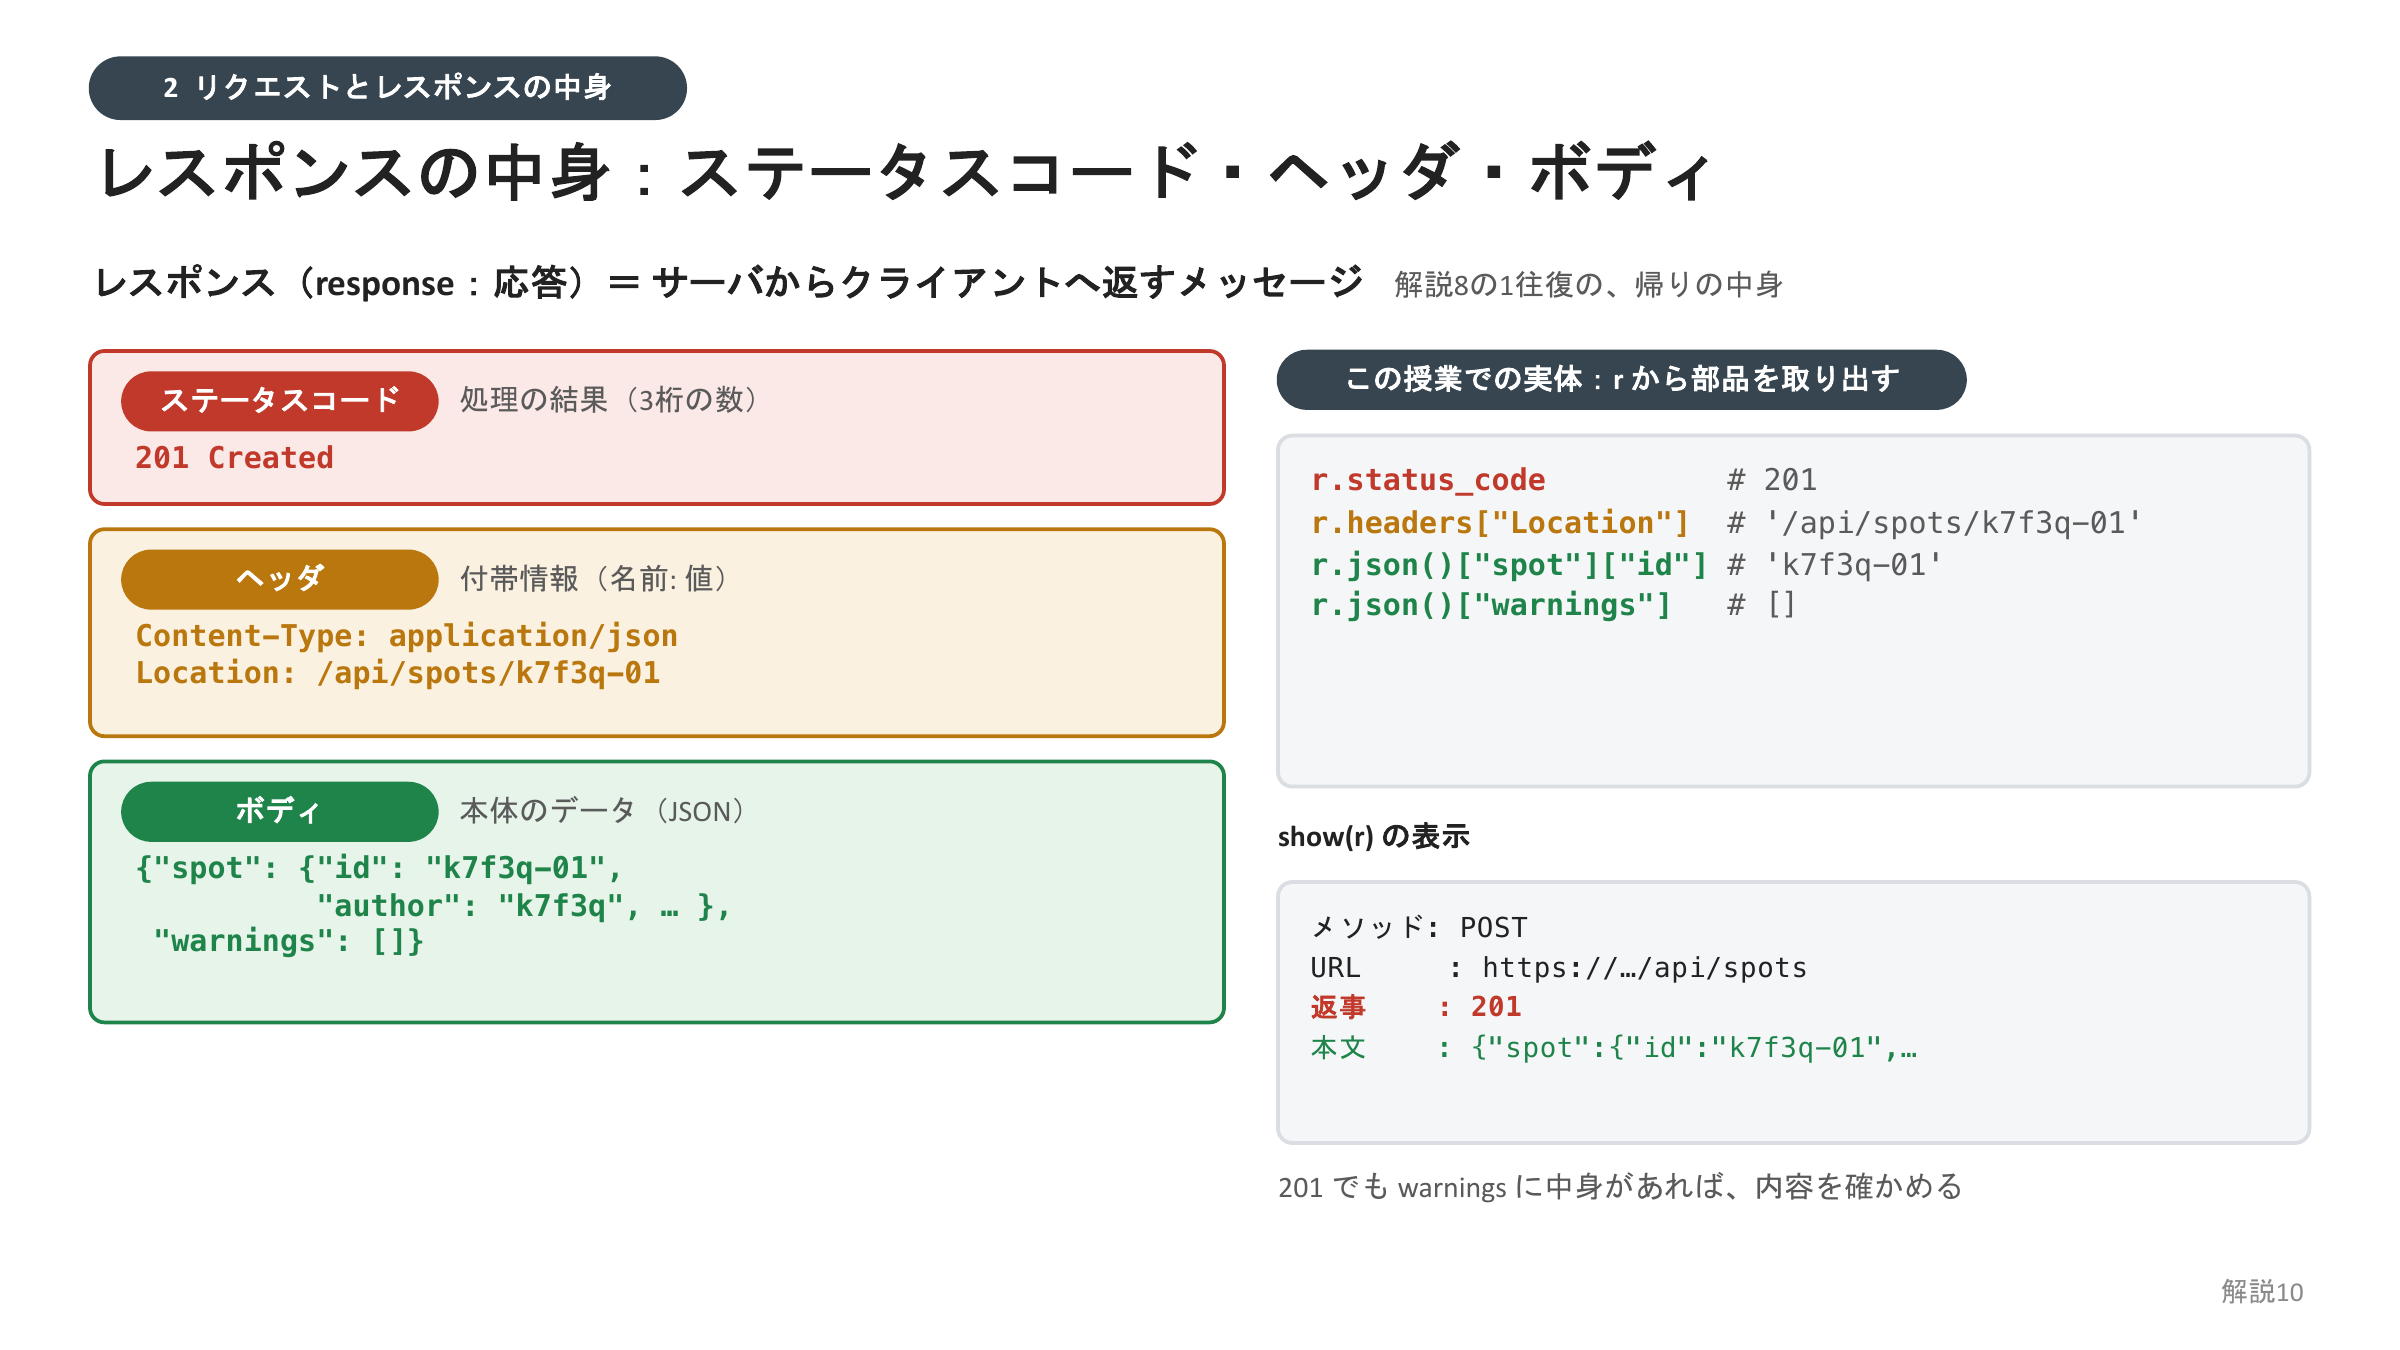 2 リクエストとレスポンスの中身
レスポンスの中身：ステータスコード・ヘッダ・ボディ
レスポンス（response：応答）＝ サーバからクライアントへ返すメッセージ 解説8の1往復の、帰りの中身
ステータスコード 処理の結果（3桁の数）
201 Created
ヘッダ 付帯情報（名前: 値）
Content-Type: application/json
Location: /api/spots/k7f3q-01
ボディ 本体のデータ（JSON）
{"spot": {"id": "k7f3q-01",
"author": "k7f3q", … },
"warnings": []}
この授業での実体：r から部品を取り出す
r.status_code # 201
r.headers["Location"] # '/api/spots/k7f3q-01'
r.json()["spot"]["id"] # 'k7f3q-01'
r.json()["warnings"] # []
show(r) の表示
メソッド: POST
URL : https://…/api/spots
返事 : 201
本文 : {"spot":{"id":"k7f3q-01",…
201 でも warnings に中身があれば、内容を確かめる
解説10